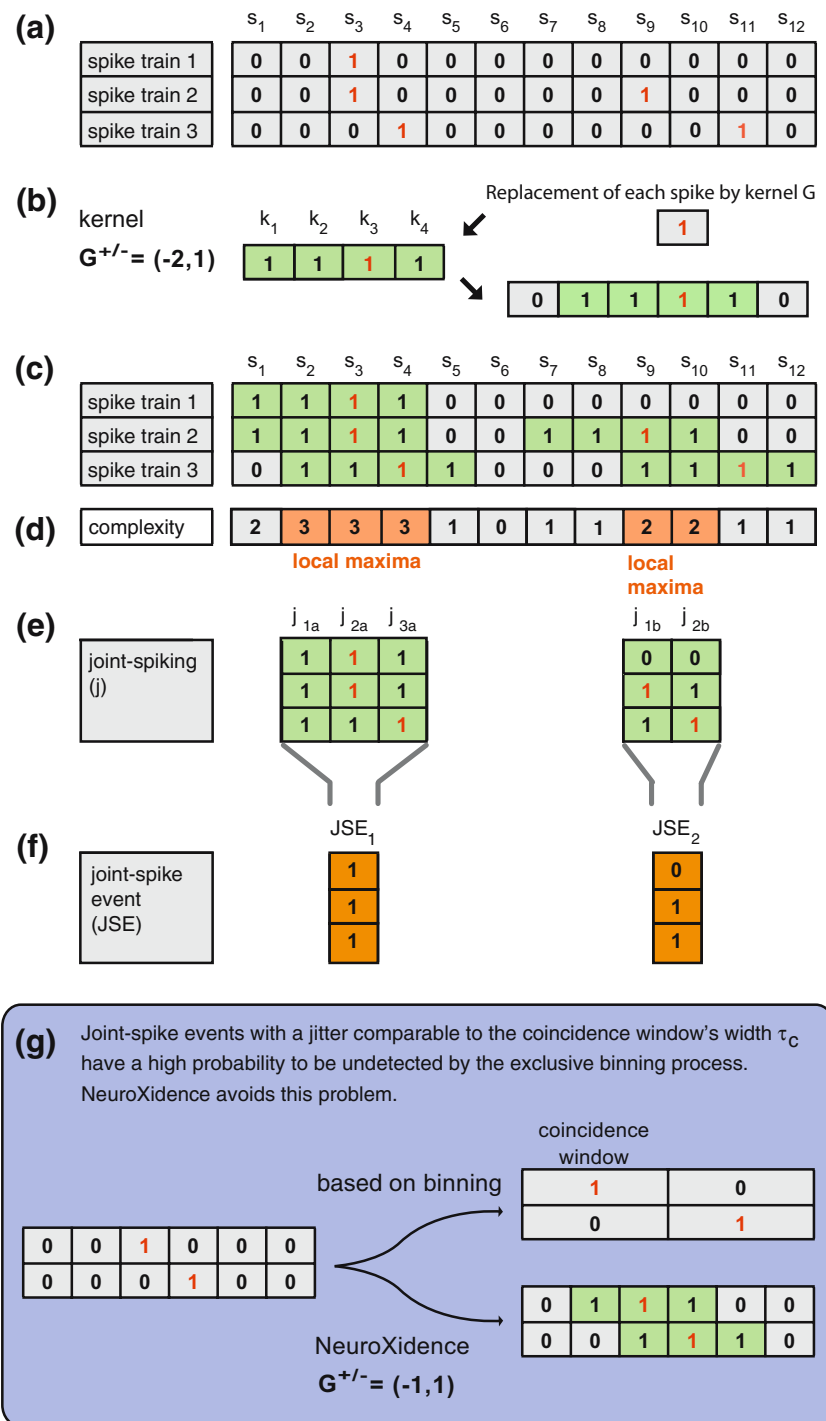 (a)
s1 s2 s3 s4 s5 s6 s7 s8 s9 s10 s11 s12
spike train 1 0 0 1 0 0 0 0 0 0 0 0 0
spike train 2 0 0 1 0 0 0 0 0 1 0 0 0
spike train 3 0 0 0 1 0 0 0 0 0 0 1 0
(b)
Replacement of each spike by kernel G
kernel k1 k2 k3 k4
1
G+/- = (-2,1) 1 1 1 1
0 1 1 1 1 0
(c)
s1 s2 s3 s4 s5 s6 s7 s8 s9 s10 s11 s12
spike train 1 1 1 1 1 0 0 0 0 0 0 0 0
spike train 2 1 1 1 1 0 0 1 1 1 1 0 0
spike train 3 0 1 1 1 1 0 0 0 1 1 1 1
(d) complexity 2 3 3 3 1 0 1 1 2 2 1 1
local maxima
local
maxima
(e)
j1a j2a j3a j1b j2b
joint-spiking
(j)
1 1 1 0 0
1 1 1 1 1
1 1 1 1 1
(f)
JSE1 JSE2
joint-spike
event
(JSE)
1 0
1 1
1 1
(g) Joint-spike events with a jitter comparable to the coincidence window's width τC
have a high probability to be undetected by the exclusive binning process.
NeuroXidence avoids this problem.
coincidence
window
based on binning
1 0
0 1
0 0 1 0 0 0
0 0 0 1 0 0
0 1 1 1 0 0
0 0 1 1 1 0
NeuroXidence
G+/- = (-1,1)